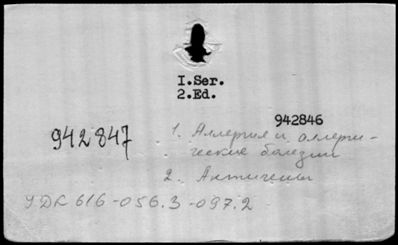 I.Ser.
2.Ed.
942846
942847
1. Аллергия и аллерги-
ческие болезни
2. Антигены
УДК 616-056.3-097.2